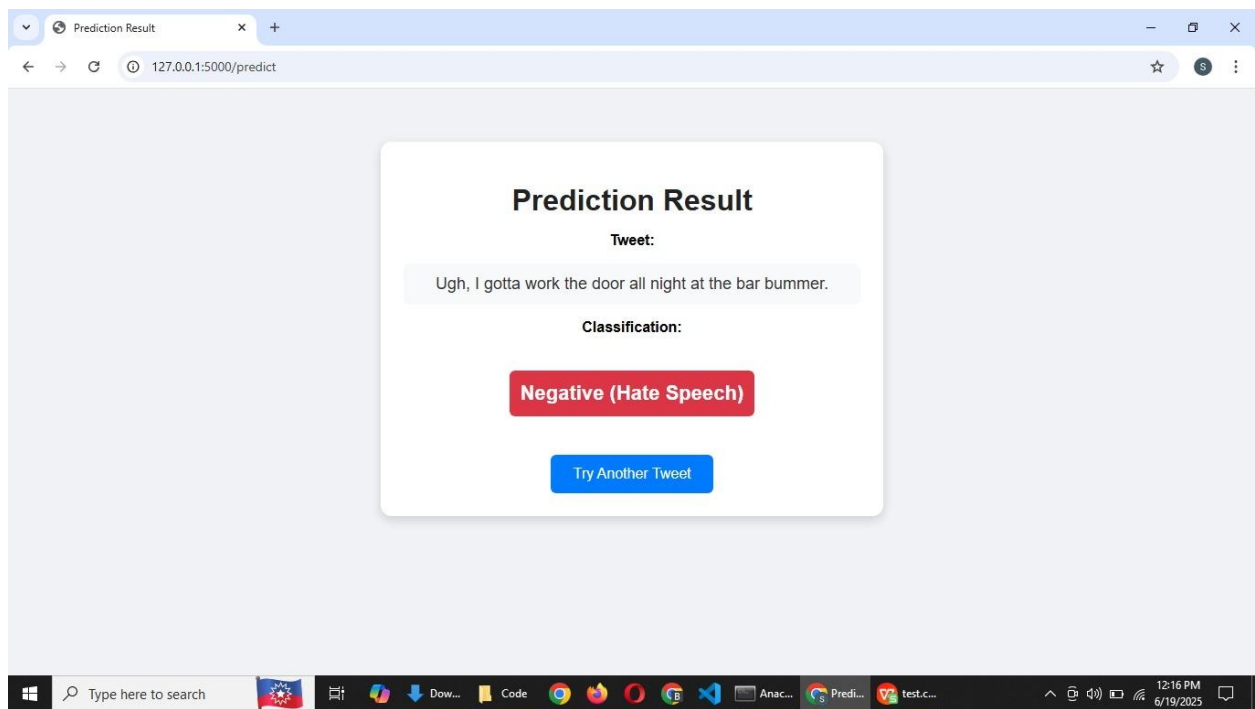 Prediction Result
127.0.0.1:5000/predict
S
Prediction Result
Tweet:
Ugh, I gotta work the door all night at the bar bummer.
Classification:
Negative (Hate Speech)
Try Another Tweet
Type here to search
Dow...
Code
Anac...
Predi...
test.c...
12:16 PM
6/19/2025